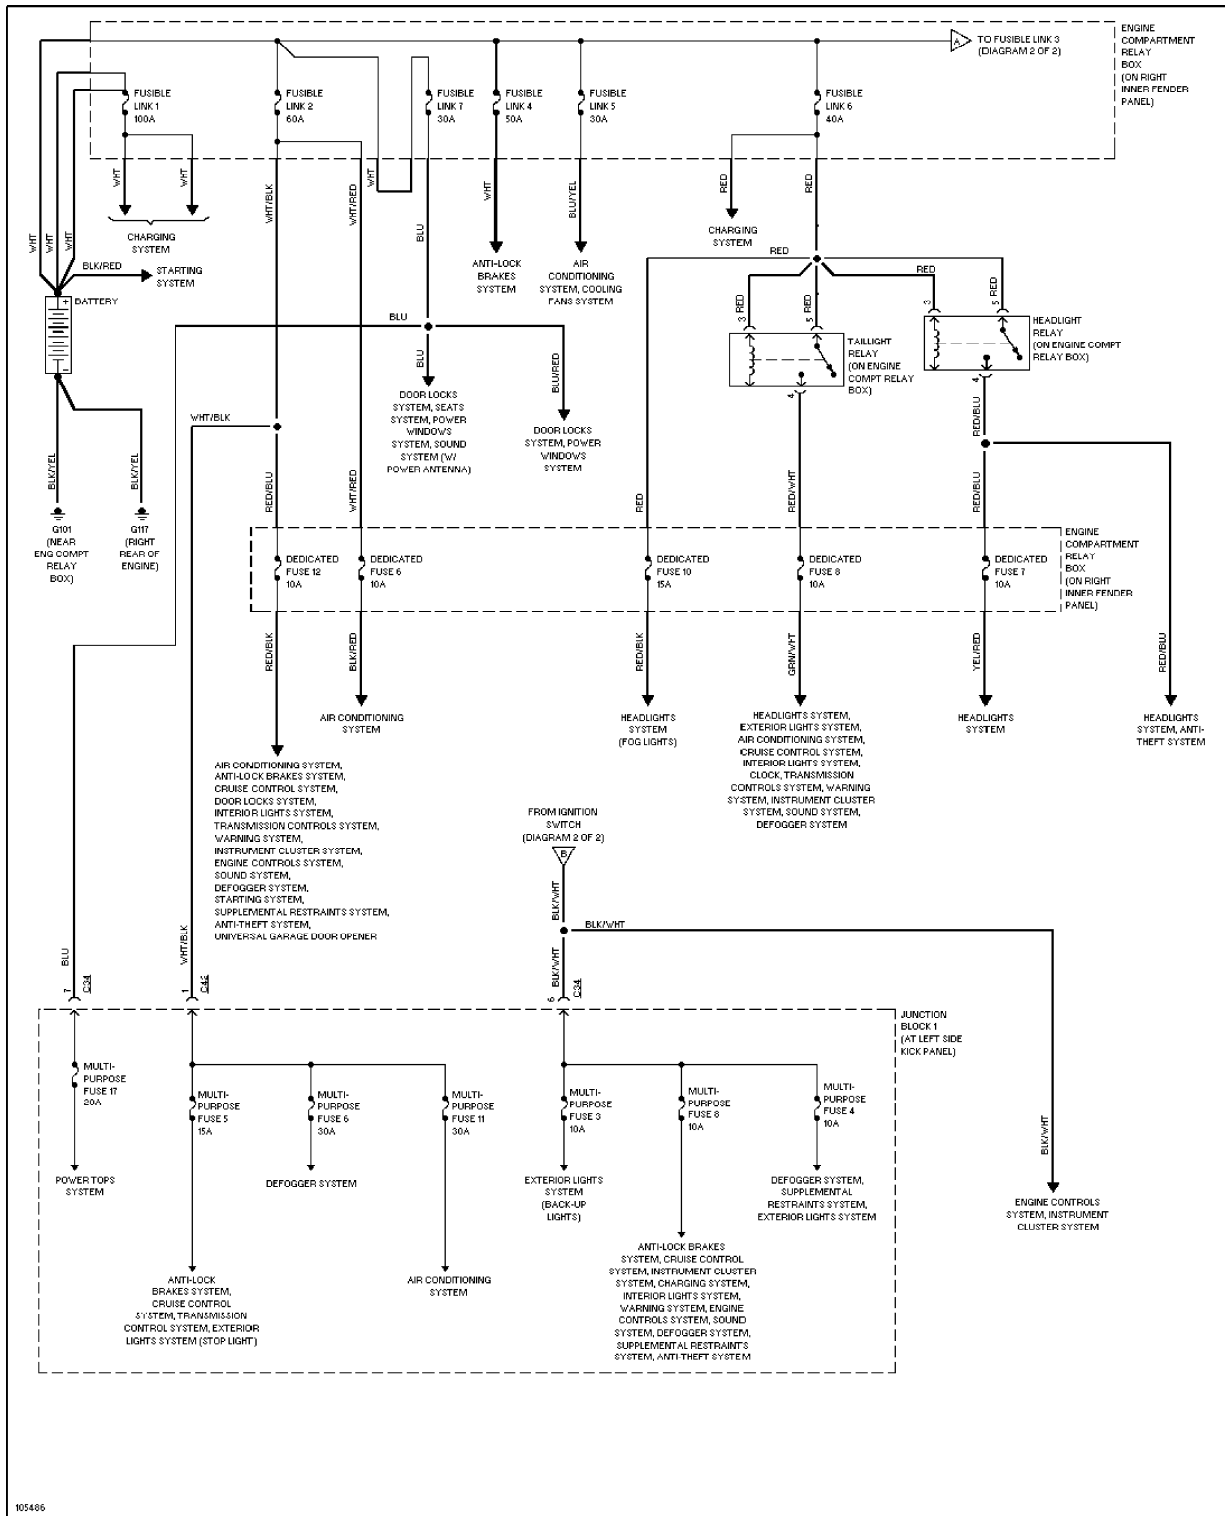 TO FUSIBLE LINK 3
(DIAGRAM 2 OF 2)
A
ENGINE
COMPARTMENT
RELAY
BOX
(ON RIGHT
INNER FENDER
PANEL)
FUSIBLE
LINK 1
100A
FUSIBLE
LINK 2
60A
FUSIBLE
LINK 7
30A
FUSIBLE
LINK 4
50A
FUSIBLE
LINK 5
30A
FUSIBLE
LINK 6
40A
WHT
WHT
WHT/BLK
WHT/RED
WHT
BLU
WHT
BLU/YEL
RED
RED
CHARGING
SYSTEM
WHT
WHT
WHT
BLK/RED
STARTING
SYSTEM
BATTERY
+
-
ANTI-LOCK
BRAKES
SYSTEM
AIR
CONDITIONING
SYSTEM, COOLING
FANS SYSTEM
CHARGING
SYSTEM
RED
RED
3
RED
5
RED
3
5
RED
TAILLIGHT
RELAY
(ON ENGINE
COMPT RELAY
BOX)
HEADLIGHT
RELAY
(ON ENGINE COMPT
RELAY BOX)
4
4
BLU
BLU
BLU/RED
DOOR LOCKS
SYSTEM, SEATS
SYSTEM, POWER
WINDOWS
SYSTEM, SOUND
SYSTEM (W/
POWER ANTENNA)
DOOR LOCKS
SYSTEM, POWER
WINDOWS
SYSTEM
WHT/BLK
RED/BLU
BLK/YEL
BLK/YEL
RED/BLU
WHT/RED
RED
RED/WHT
RED/BLU
G101
(NEAR
ENG COMPT
RELAY
BOX)
G117
(RIGHT
REAR OF
ENGINE)
DEDICATED
FUSE 12
10A
DEDICATED
FUSE 6
10A
DEDICATED
FUSE 10
15A
DEDICATED
FUSE 8
10A
DEDICATED
FUSE 7
10A
ENGINE
COMPARTMENT
RELAY
BOX
(ON RIGHT
INNER FENDER
PANEL)
RED/BLK
BLK/RED
RED/BLK
GRN/WHT
YEL/RED
RED/BLU
AIR CONDITIONING
SYSTEM
HEADLIGHTS
SYSTEM
(FOG LIGHTS)
HEADLIGHTS SYSTEM,
EXTERIOR LIGHTS SYSTEM,
AIR CONDITIONING SYSTEM,
CRUISE CONTROL SYSTEM,
INTERIOR LIGHTS SYSTEM,
CLOCK, TRANSMISSION
CONTROLS SYSTEM, WARNING
SYSTEM, INSTRUMENT CLUSTER
SYSTEM, SOUND SYSTEM,
DEFOGGER SYSTEM
HEADLIGHTS
SYSTEM
HEADLIGHTS
SYSTEM, ANTI-
THEFT SYSTEM
AIR CONDITIONING SYSTEM,
ANTI-LOCK BRAKES SYSTEM,
CRUISE CONTROL SYSTEM,
DOOR LOCKS SYSTEM,
INTERIOR LIGHTS SYSTEM,
TRANSMISSION CONTROLS SYSTEM,
WARNING SYSTEM,
INSTRUMENT CLUSTER SYSTEM,
ENGINE CONTROLS SYSTEM,
SOUND SYSTEM,
DEFOGGER SYSTEM,
STARTING SYSTEM,
SUPPLEMENTAL RESTRAINTS SYSTEM,
ANTI-THEFT SYSTEM,
UNIVERSAL GARAGE DOOR OPENER
FROM IGNITION
SWITCH
(DIAGRAM 2 OF 2)
B
BLK/WHT
BLK/WHT
BLK/WHT
BLU
7
C34
WHT/BLK
1
C42
6
C34
JUNCTION
BLOCK 1
(AT LEFT SIDE
KICK PANEL)
MULTI-
PURPOSE
FUSE 17
20A
MULTI-
PURPOSE
FUSE 5
15A
MULTI-
PURPOSE
FUSE 6
30A
MULTI-
PURPOSE
FUSE 11
30A
MULTI-
PURPOSE
FUSE 3
10A
MULTI-
PURPOSE
FUSE 8
10A
MULTI-
PURPOSE
FUSE 4
10A
BLK/WHT
POWER TOPS
SYSTEM
DEFOGGER SYSTEM
EXTERIOR LIGHTS
SYSTEM
(BACK-UP
LIGHTS)
DEFOGGER SYSTEM,
SUPPLEMENTAL
RESTRAINTS SYSTEM,
EXTERIOR LIGHTS SYSTEM
ENGINE CONTROLS
SYSTEM, INSTRUMENT
CLUSTER SYSTEM
ANTI-LOCK
BRAKES SYSTEM,
CRUISE CONTROL
SYSTEM, TRANSMISSION
CONTROL SYSTEM, EXTERIOR
LIGHTS SYSTEM (STOP LIGHT)
AIR CONDITIONING
SYSTEM
ANTI-LOCK BRAKES
SYSTEM, CRUISE CONTROL
SYSTEM, INSTRUMENT CLUSTER
SYSTEM, CHARGING SYSTEM,
INTERIOR LIGHTS SYSTEM,
WARNING SYSTEM, ENGINE
CONTROLS SYSTEM, SOUND
SYSTEM, DEFOGGER SYSTEM,
SUPPLEMENTAL RESTRAINTS
SYSTEM, ANTI-THEFT SYSTEM
105486